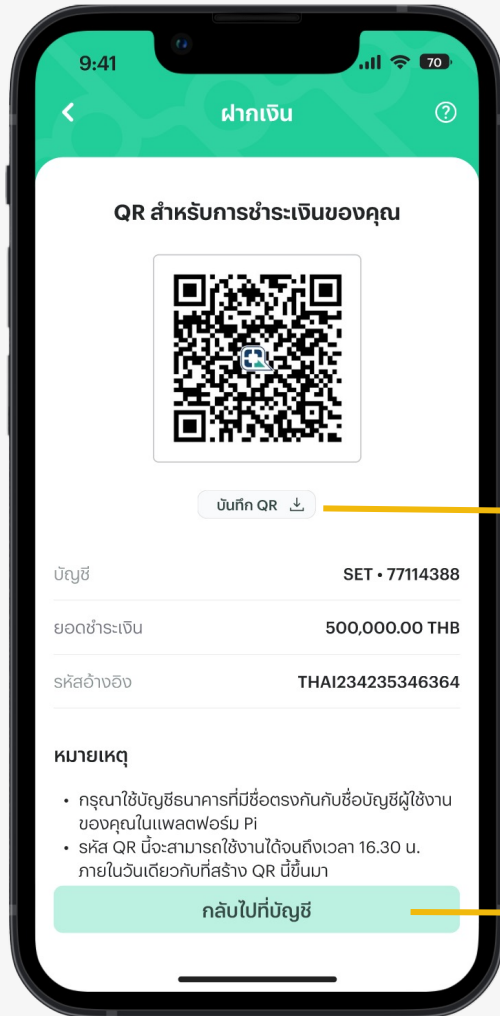 9:41
70
ฝากเงิน
?
QR สำหรับการชำระเงินของคุณ
บันทึก QR
บัญชี SET • 77114388
ยอดชำระเงิน 500,000.00 THB
รหัสอ้างอิง THAI234235346364
หมายเหตุ
• กรุณาใช้บัญชีธนาคารที่มีชื่อตรงกันกับชื่อบัญชีผู้ใช้งาน
ของคุณในแพลตฟอร์ม Pi
• รหัส QR นี้จะสามารถใช้งานได้จนถึงเวลา 16.30 น.
ภายในวันเดียวกับที่สร้าง QR นี้ขึ้นมา
กลับไปที่บัญชี